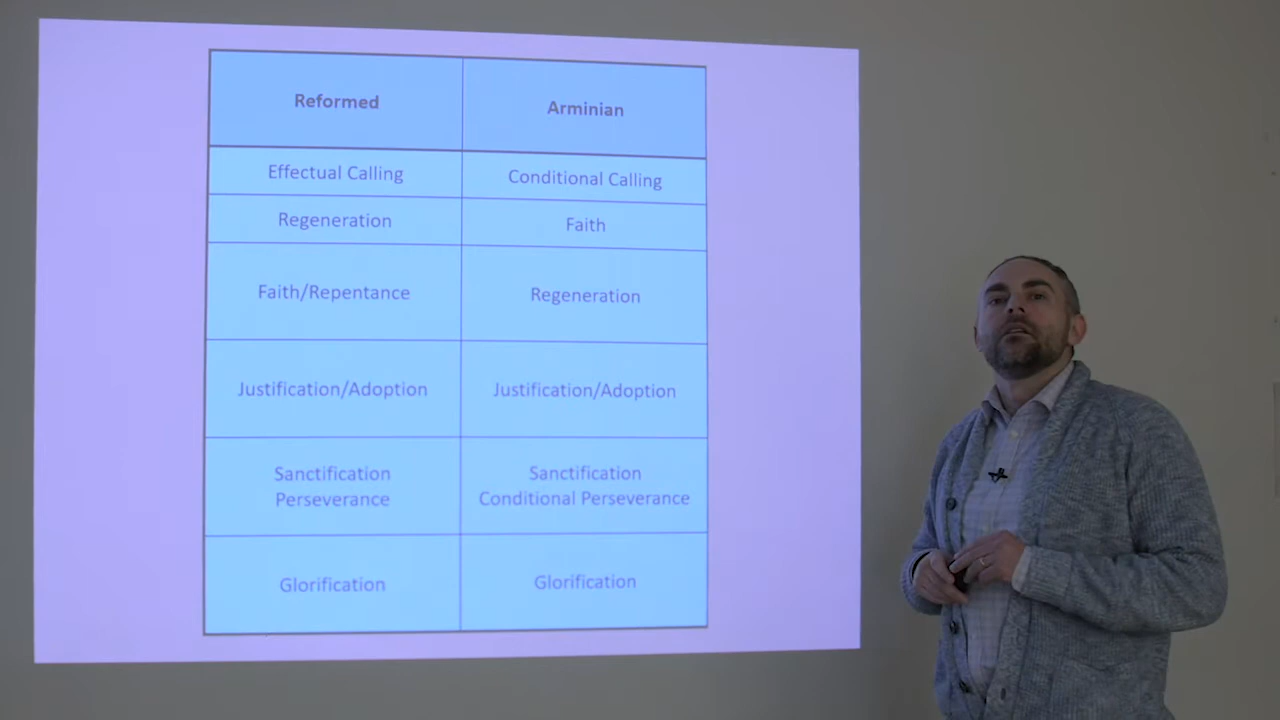 Reformed Arminian
Effectual Calling Conditional Calling
Regeneration Faith
Faith/Repentance Regeneration
Justification/Adoption Justification/Adoption
Sanctification Sanctification
Perseverance Conditional Perseverance
Glorification Glorification